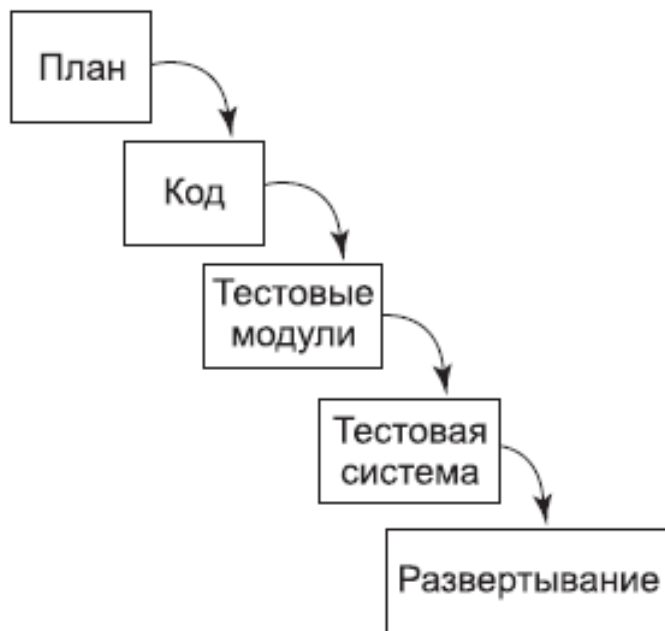 План
Код
Тестовые
модули
Тестовая
система
Развертывание